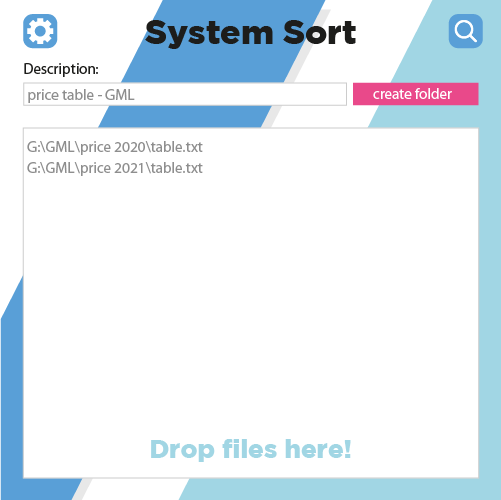 System Sort
Description:
price table - GML
create folder
G:\GML\price 2020\table.txt
G:\GML\price 2021\table.txt
Drop files here!